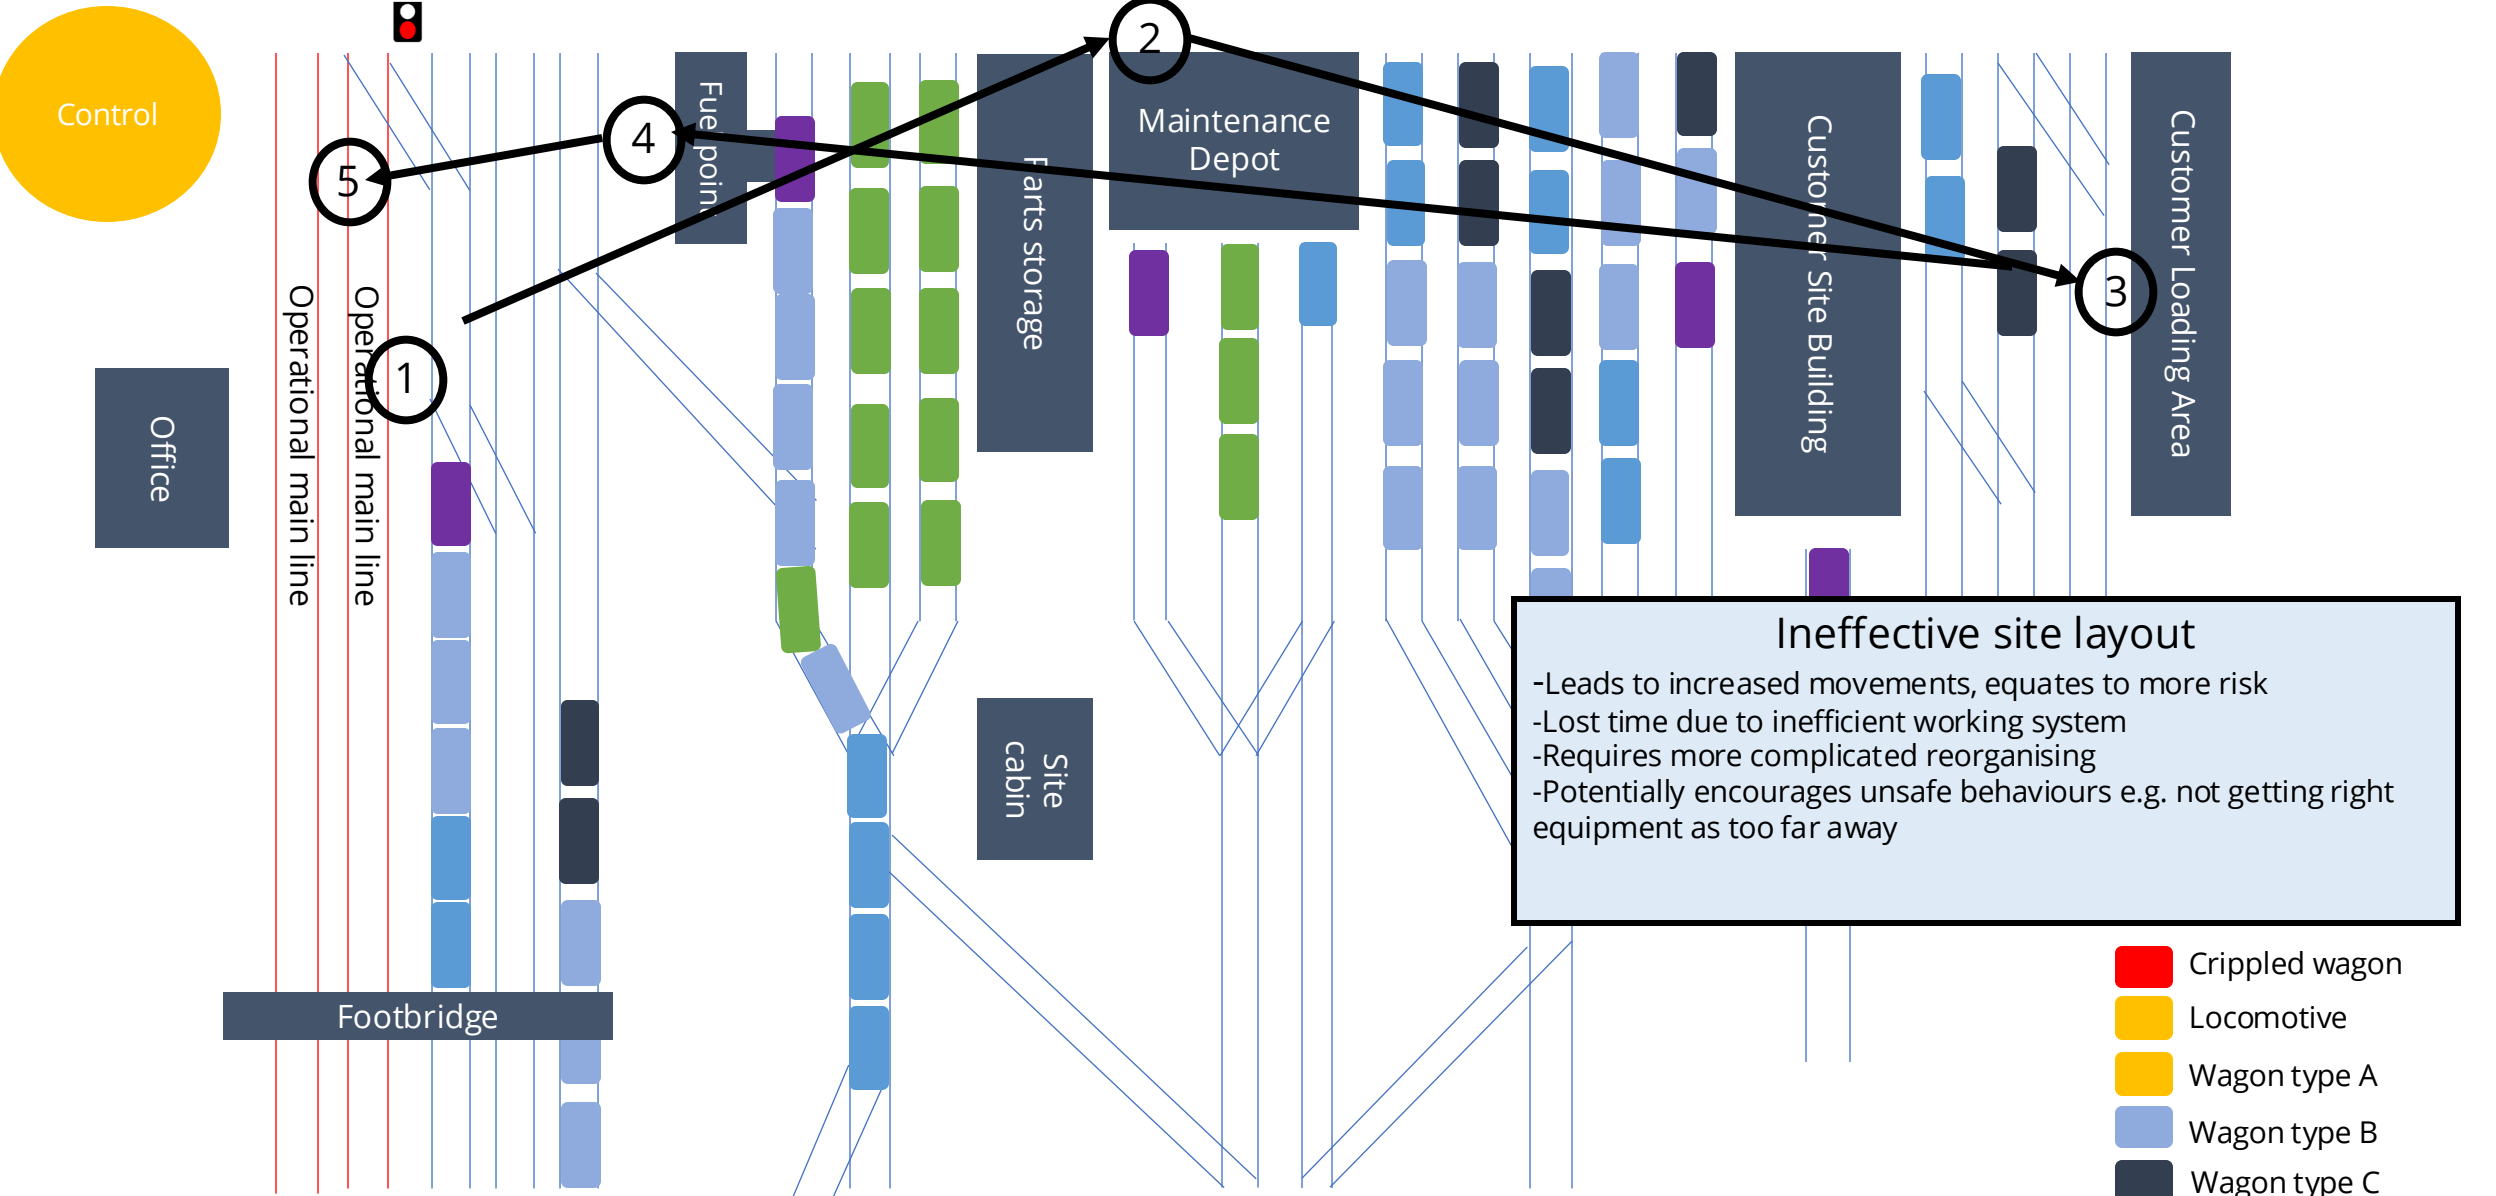 Control
2
Fuel point
Maintenance
Depot
4
5
Parts storage
Customer Site Building
Customer Loading Area
3
Operational main line
Operational main line
1
Office
Ineffective site layout
-Leads to increased movements, equates to more risk
-Lost time due to inefficient working system
-Requires more complicated reorganising
-Potentially encourages unsafe behaviours e.g. not getting right
equipment as too far away
Site
cabin
Footbridge
Crippled wagon
Locomotive
Wagon type A
Wagon type B
Wagon type C